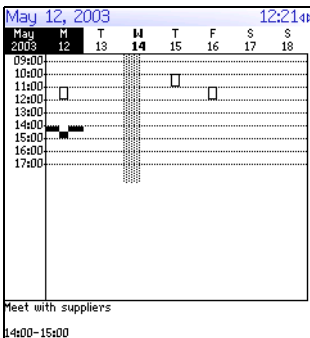 May 12, 2003 12:21
May M T W T F S S
2003 12 13 14 15 16 17 18
09:00
10:00
11:00
12:00
13:00
14:00
15:00
16:00
17:00
Meet with suppliers
14:00-15:00